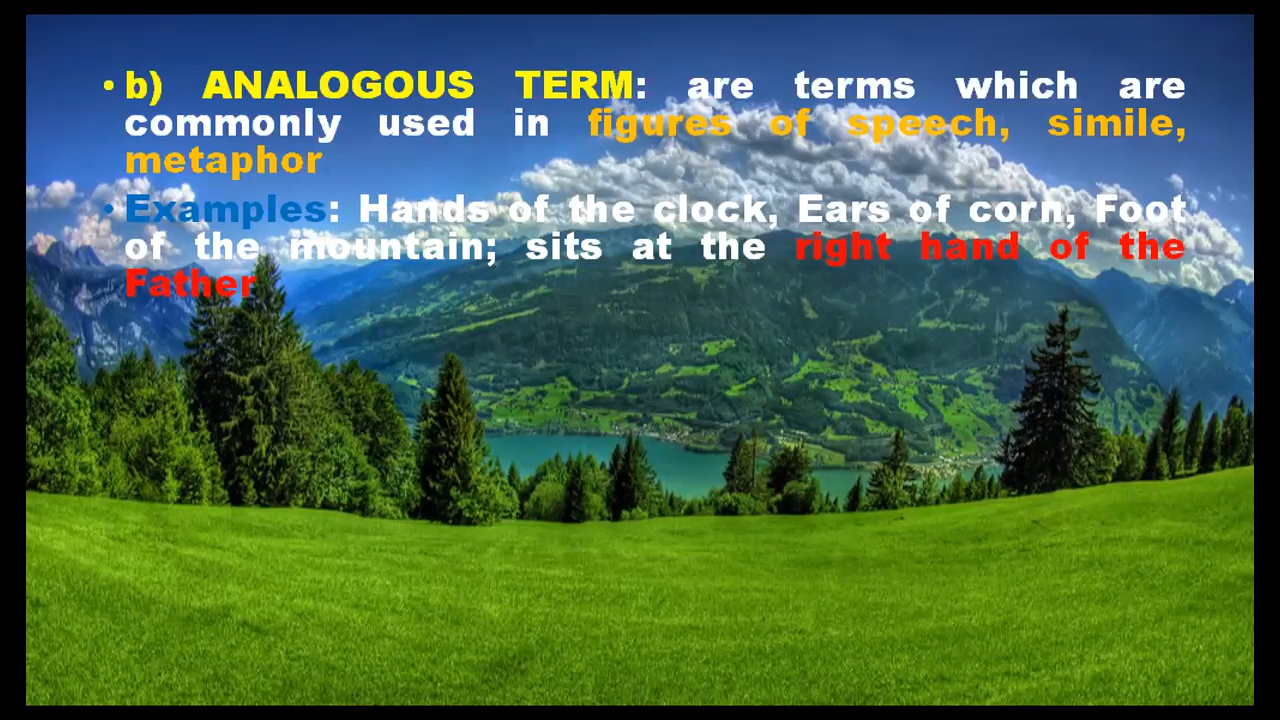 • b) ANALOGOUS TERM: are terms which are
commonly used in figures of speech, simile,
metaphor
• Examples: Hands of the clock, Ears of corn, Foot
of the mountain; sits at the right hand of the
Father